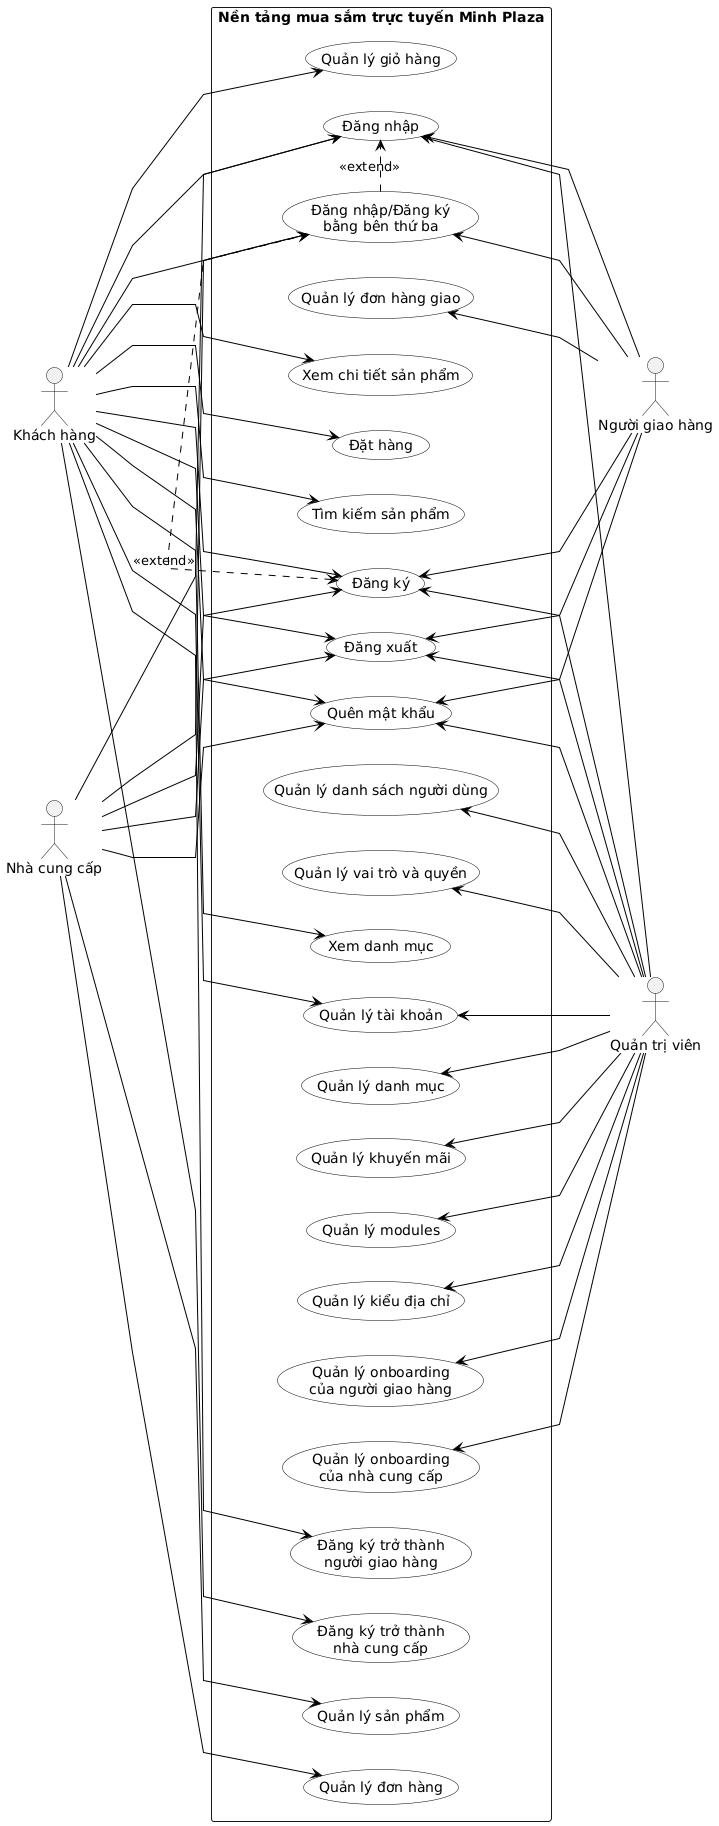 Nền tảng mua sắm trực tuyến Minh Plaza
Quản lý giỏ hàng
Đăng nhập
«extend»
Đăng nhập/Đăng ký
bằng bên thứ ba
Quản lý đơn hàng giao
Xem chi tiết sản phẩm
Khách hàng
Người giao hàng
Đặt hàng
Tìm kiếm sản phẩm
«extend»
Đăng ký
Đăng xuất
Quên mật khẩu
Quản lý danh sách người dùng
Nhà cung cấp
Quản lý vai trò và quyền
Xem danh mục
Quản lý tài khoản
Quản trị viên
Quản lý danh mục
Quản lý khuyến mãi
Quản lý modules
Quản lý kiểu địa chỉ
Quản lý onboarding
của người giao hàng
Quản lý onboarding
của nhà cung cấp
Đăng ký trở thành
người giao hàng
Đăng ký trở thành
nhà cung cấp
Quản lý sản phẩm
Quản lý đơn hàng